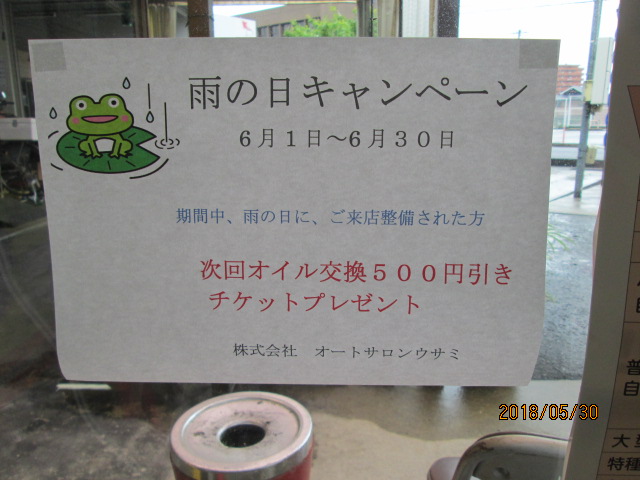 雨の日キャンペーン
６月１日～６月３０日
期間中、雨の日に、ご来店整備された方
次回オイル交換５００円引き
チケットプレゼント
株式会社　オートサロンウサミ
2018/05/30
普
自
大型
特種